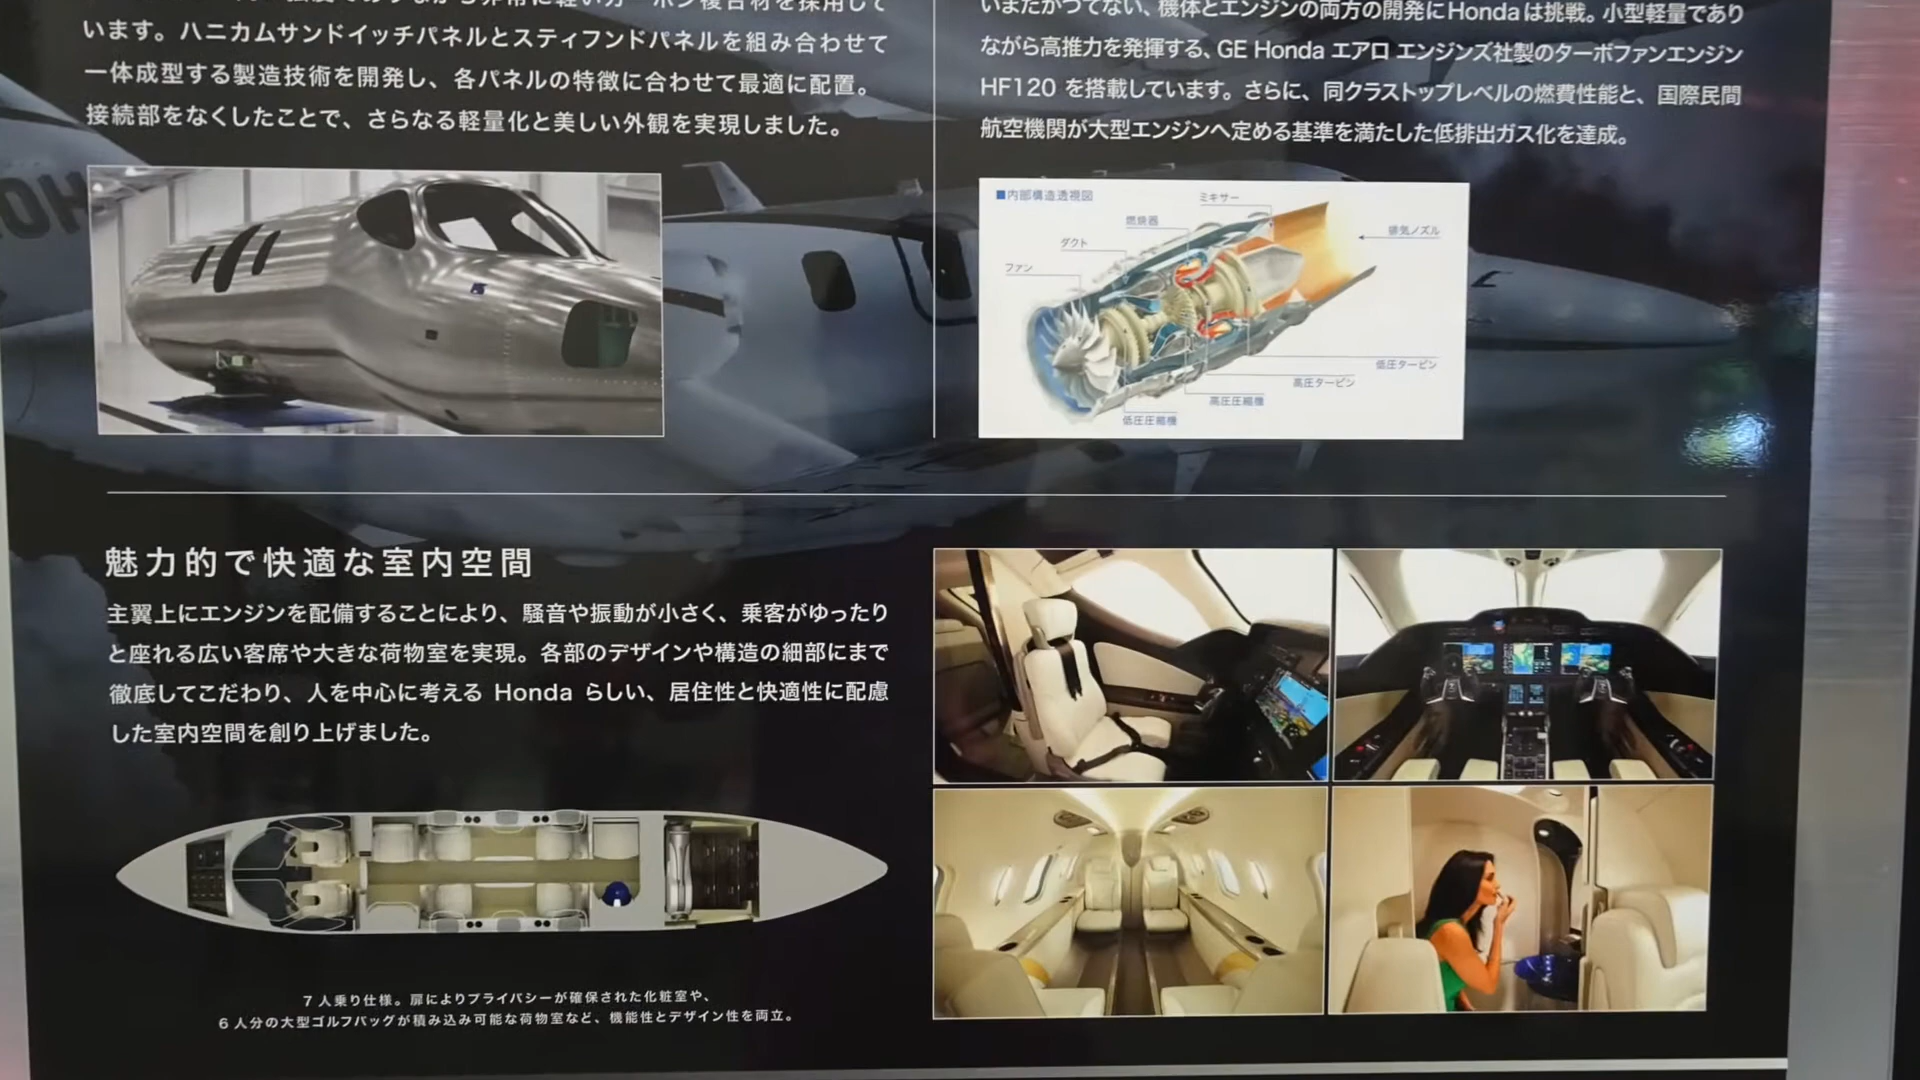 います。ハニカムサンドイッチパネルとスティフンドパネルを組み合わせて
一体成型する製造技術を開発し、各パネルの特徴に合わせて最適に配置。
接続部をなくしたことで、さらなる軽量化と美しい外観を実現しました。
いまだかつてない、機体とエンジンの両方の開発にHondaは挑戦。小型軽量であり
ながら高推力を発揮する、GE Honda エアロ エンジンズ社製のターボファンエンジン
HF120 を搭載しています。さらに、同クラストップレベルの燃費性能と、国際民間
航空機関が大型エンジンへ定める基準を満たした低排出ガス化を達成。
■内部構造透視図
ミキサー
燃焼器
排気ノズル
ダクト
ファン
低圧タービン
高圧タービン
高圧圧縮機
低圧圧縮機
魅力的で快適な室内空間
主翼上にエンジンを配備することにより、騒音や振動が小さく、乗客がゆったり
と座れる広い客席や大きな荷物室を実現。各部のデザインや構造の細部にまで
徹底してこだわり、人を中心に考える Honda らしい、居住性と快適性に配慮
した室内空間を創り上げました。
7 人乗り仕様。扉によりプライバシーが確保された化粧室や、
6 人分の大型ゴルフバッグが積み込み可能な荷物室など、機能性とデザイン性を両立。